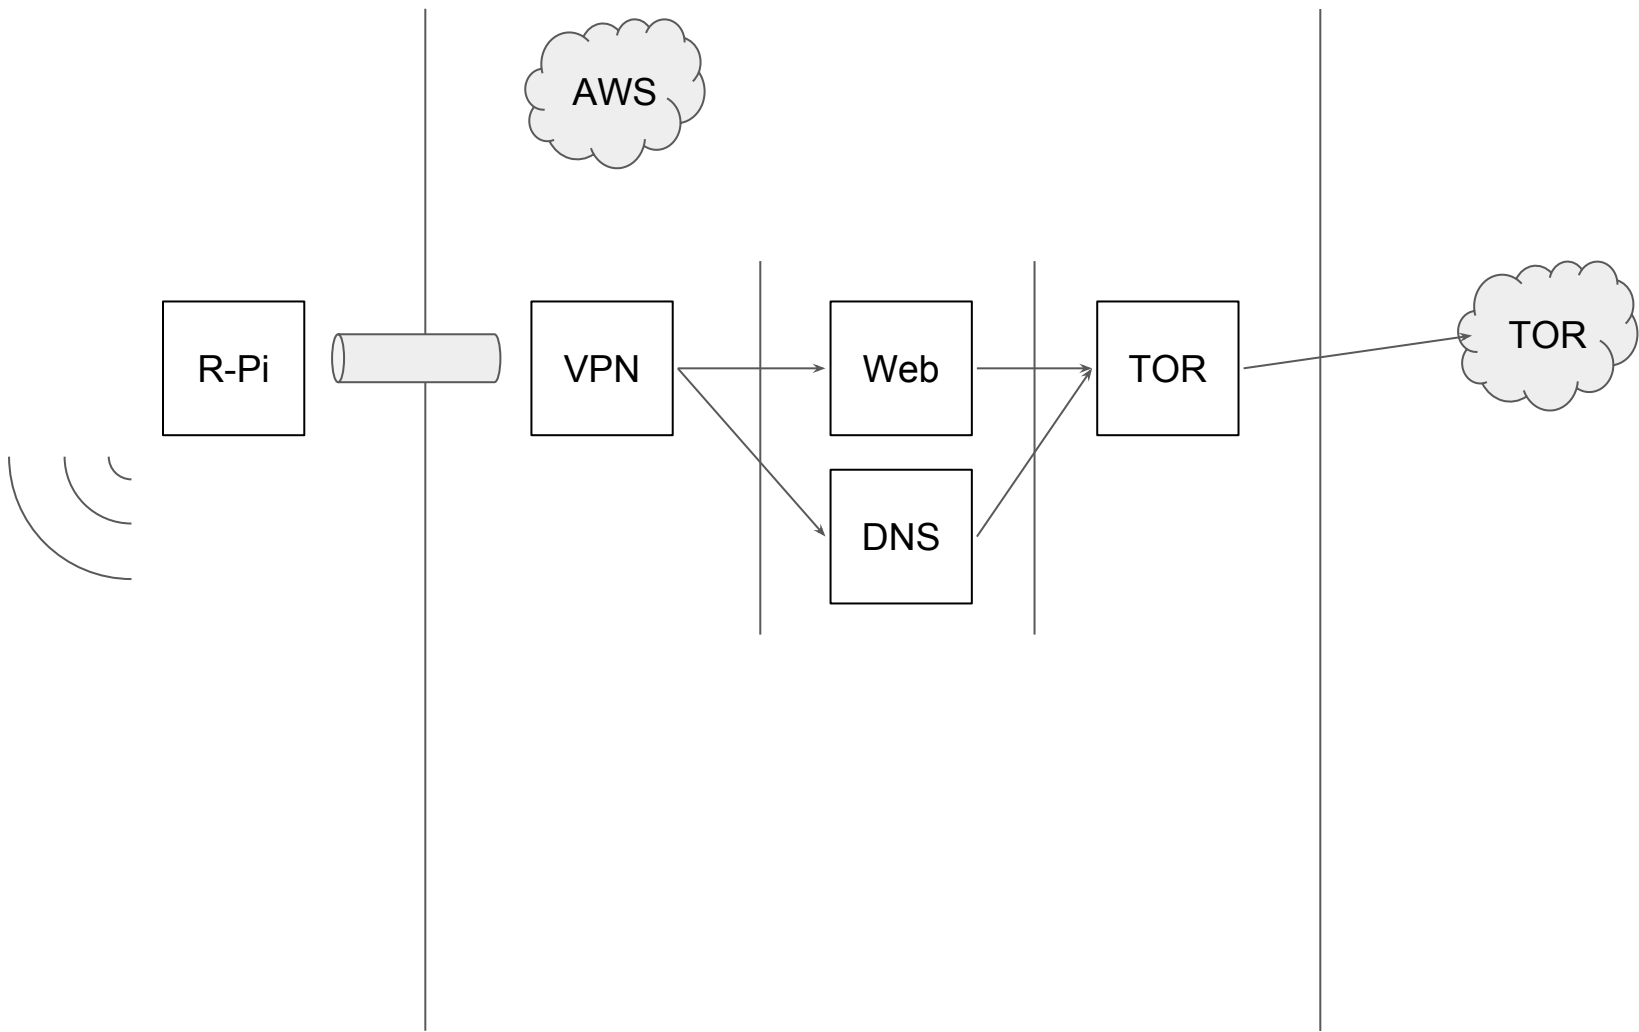 AWS
R-Pi
VPN
Web
TOR
TOR
DNS